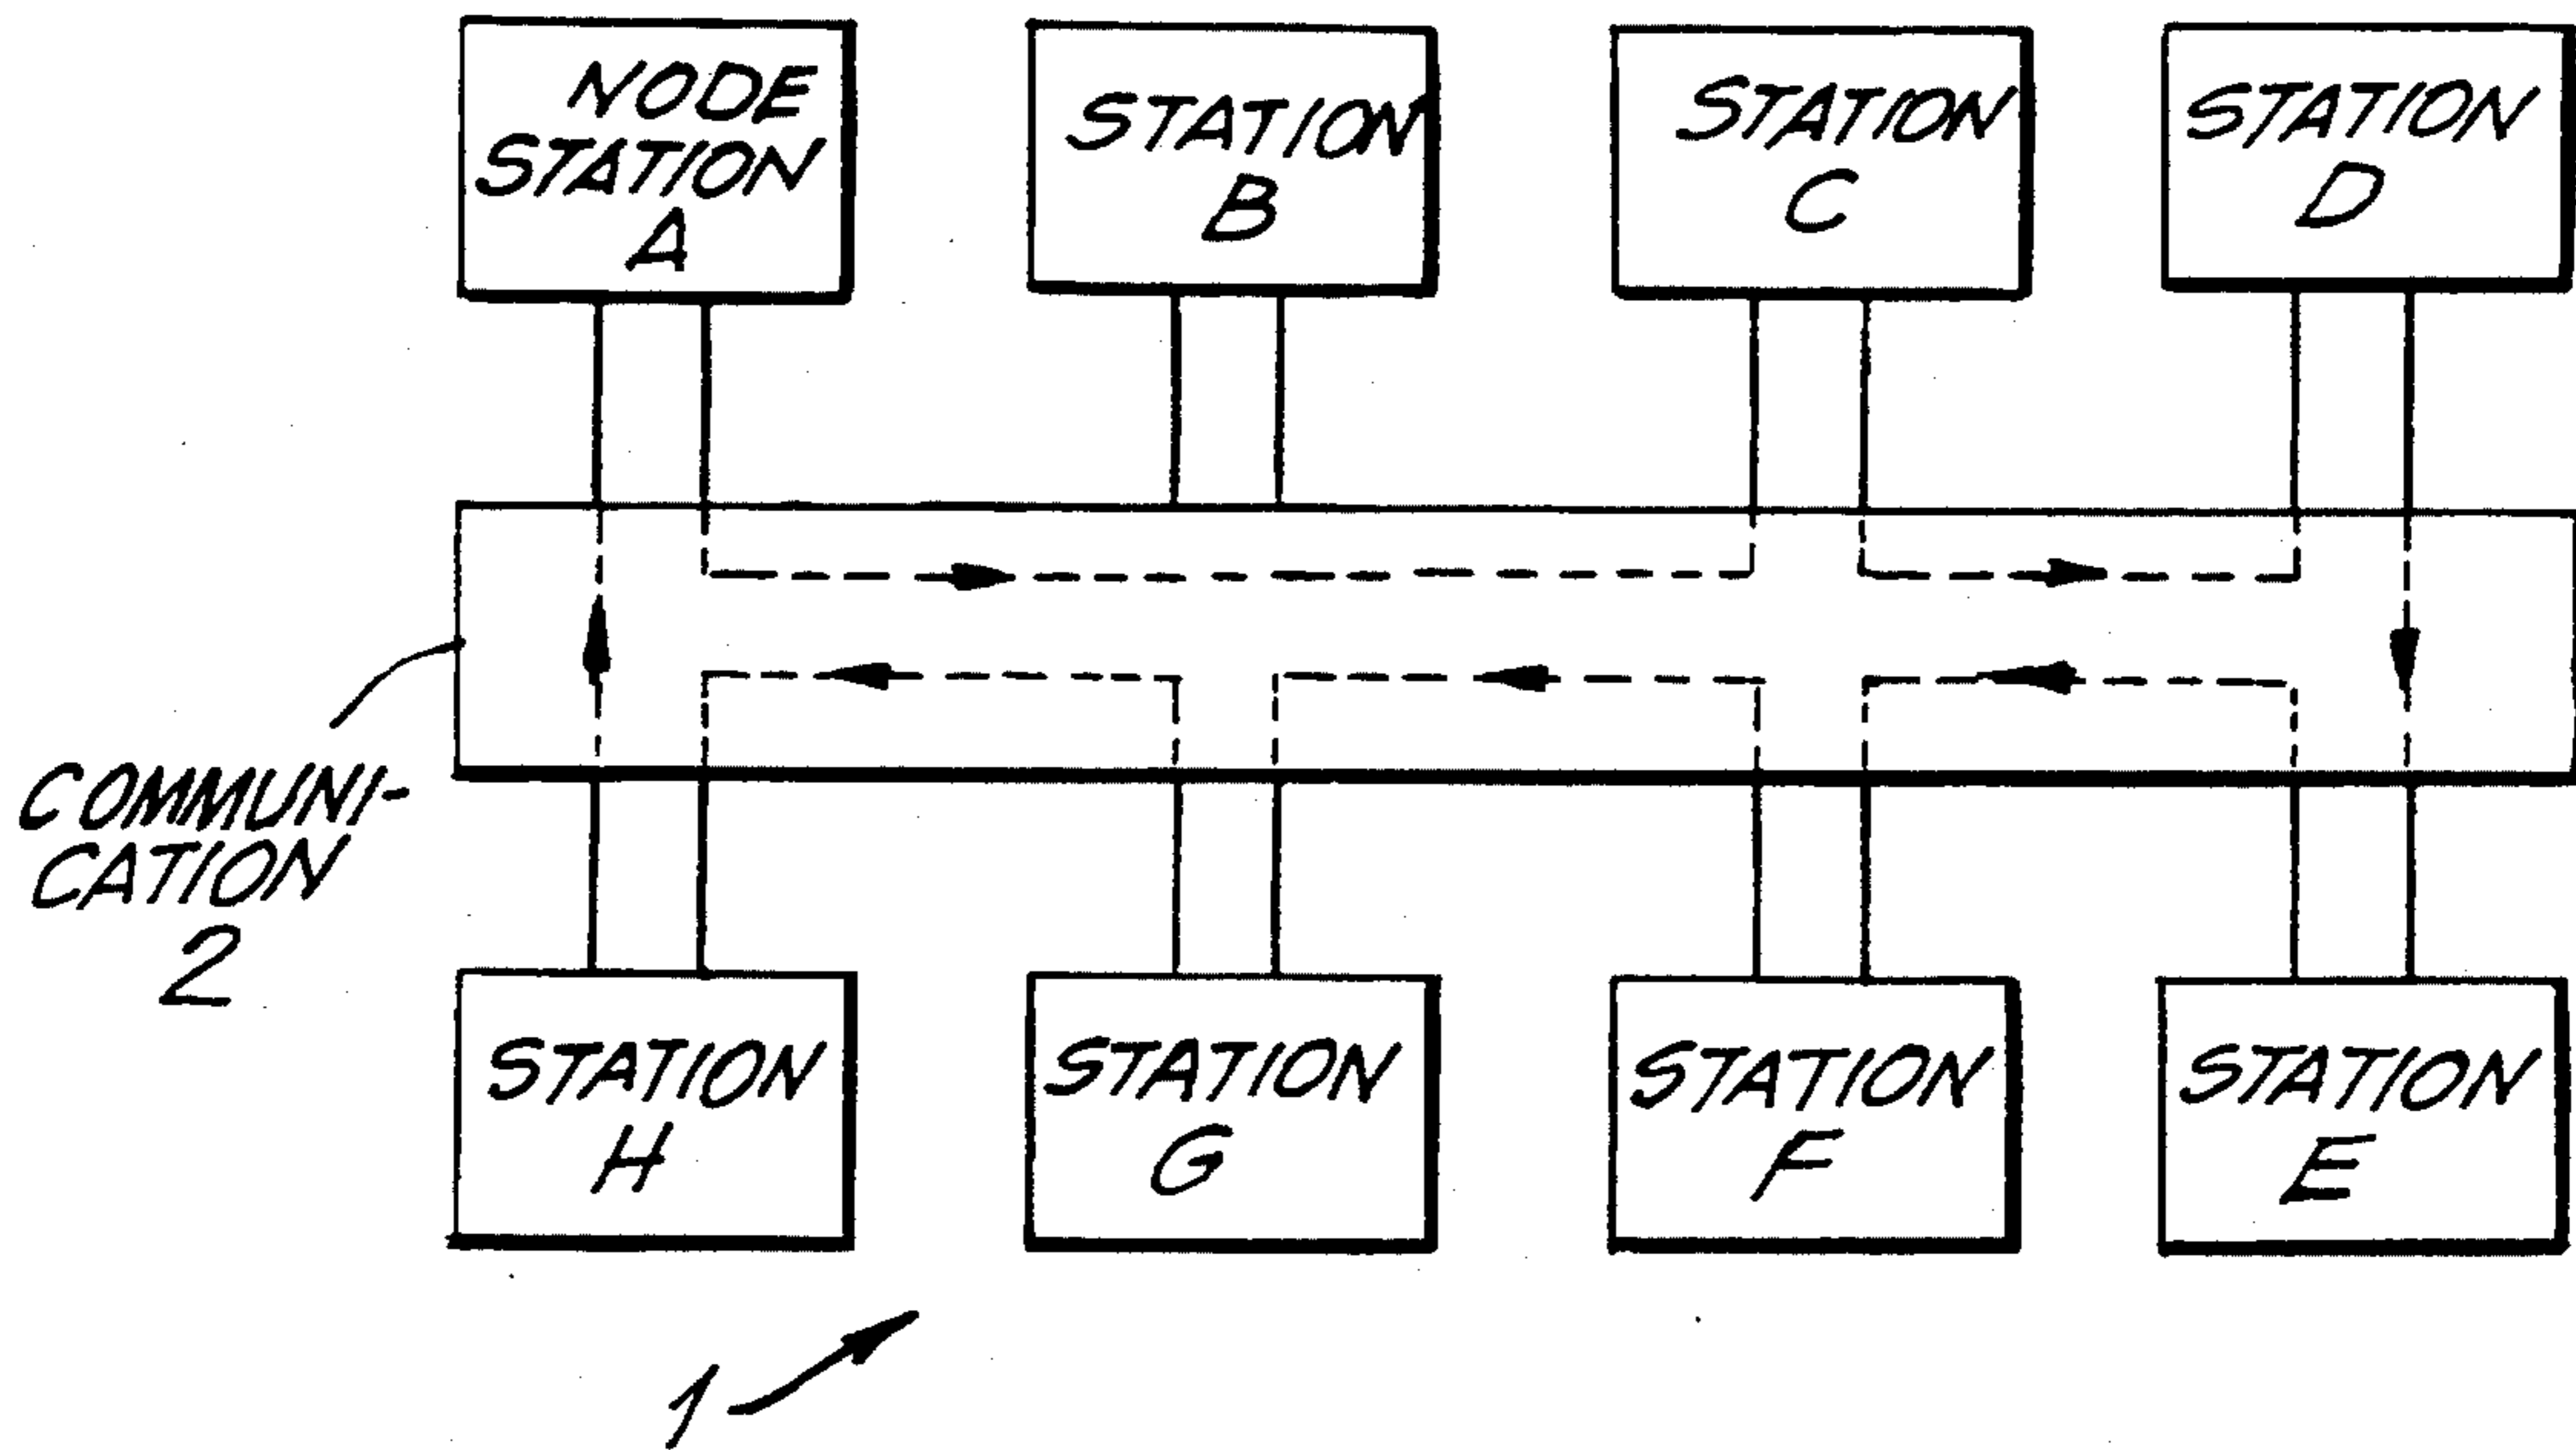 NODE
STATION
A
STATION
B
STATION
C
STATION
D
COMMUNI-
CATION
2
STATION
H
STATION
G
STATION
F
STATION
E
1